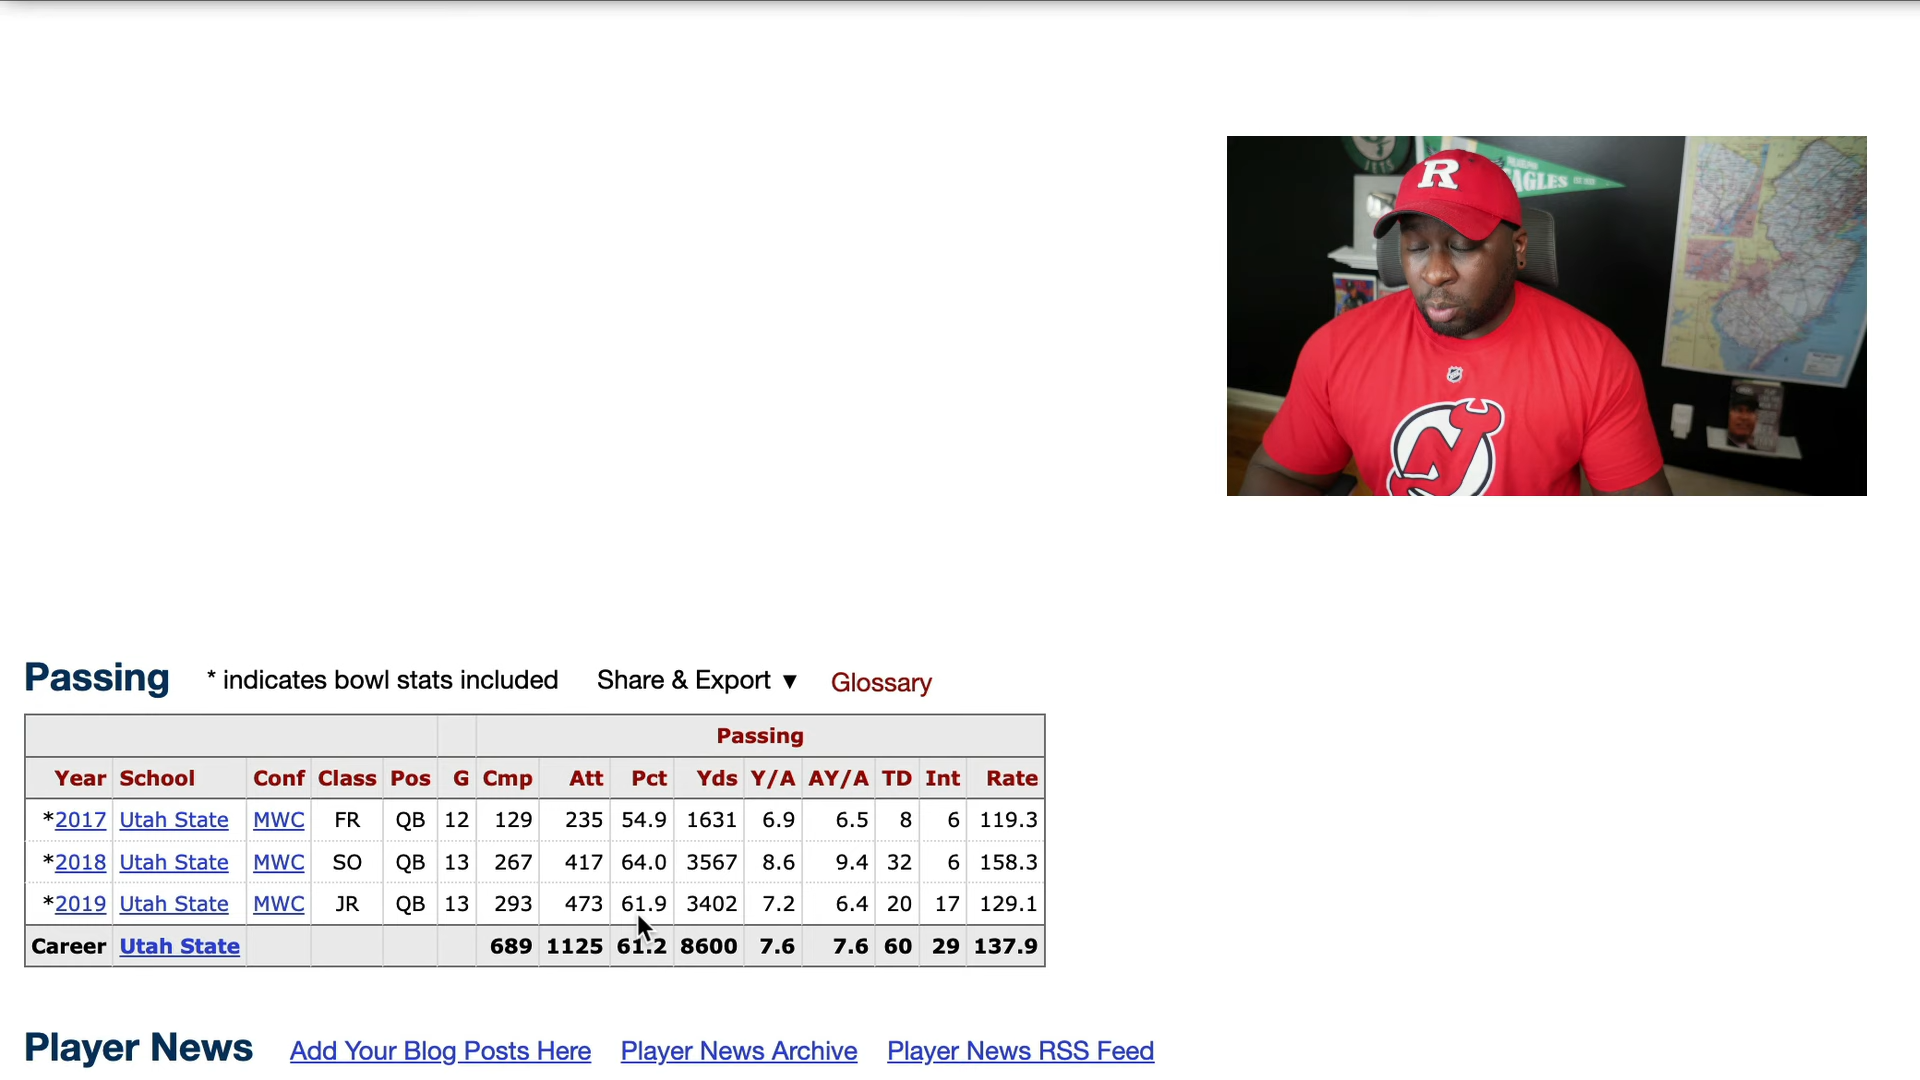 JETS
EAGLES
R
Passing * indicates bowl stats included Share & Export ▼ Glossary
Passing
Year School Conf Class Pos G Cmp Att Pct Yds Y/A AY/A TD Int Rate
*2017 Utah State MWC FR QB 12 129 235 54.9 1631 6.9 6.5 8 6 119.3
*2018 Utah State MWC SO QB 13 267 417 64.0 3567 8.6 9.4 32 6 158.3
*2019 Utah State MWC JR QB 13 293 473 61.9 3402 7.2 6.4 20 17 129.1
Career Utah State 689 1125 61.2 8600 7.6 7.6 60 29 137.9
Player News Add Your Blog Posts Here Player News Archive Player News RSS Feed